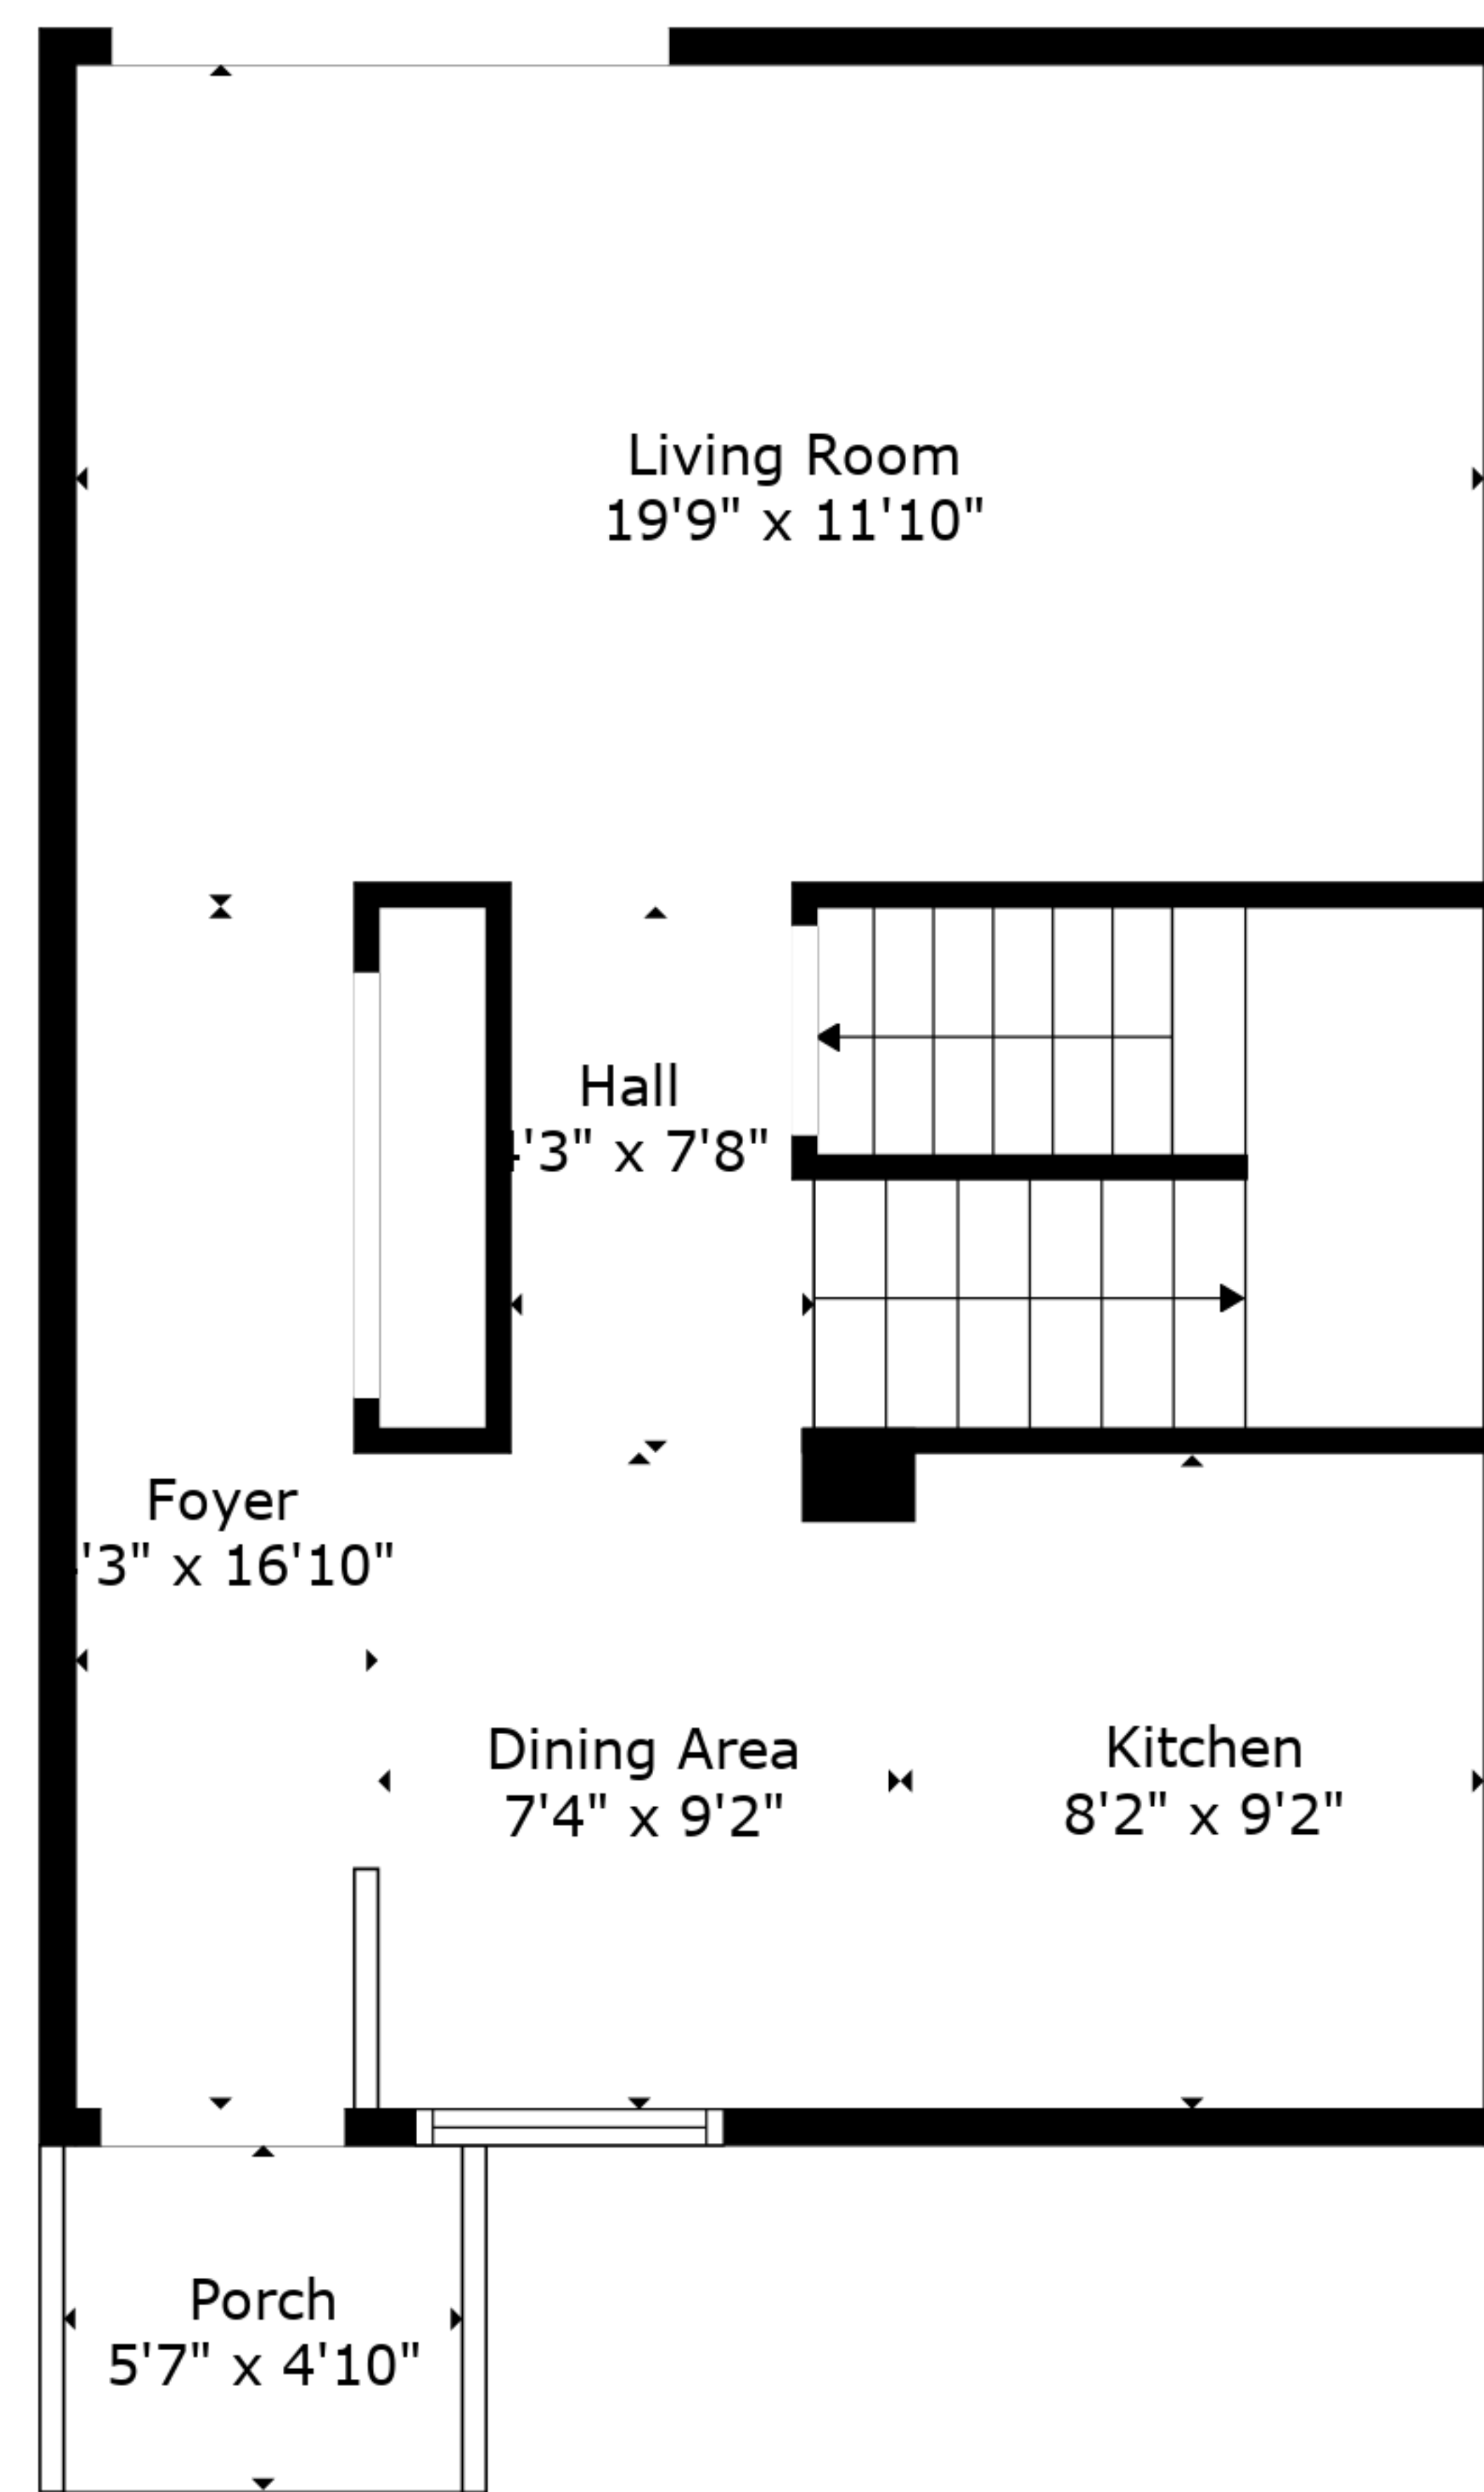 Living Room
19'9" x 11'10"
Hall
4'3" x 7'8"
Foyer
'3" x 16'10"
Dining Area
7'4" x 9'2"
Kitchen
8'2" x 9'2"
Porch
5'7" x 4'10"